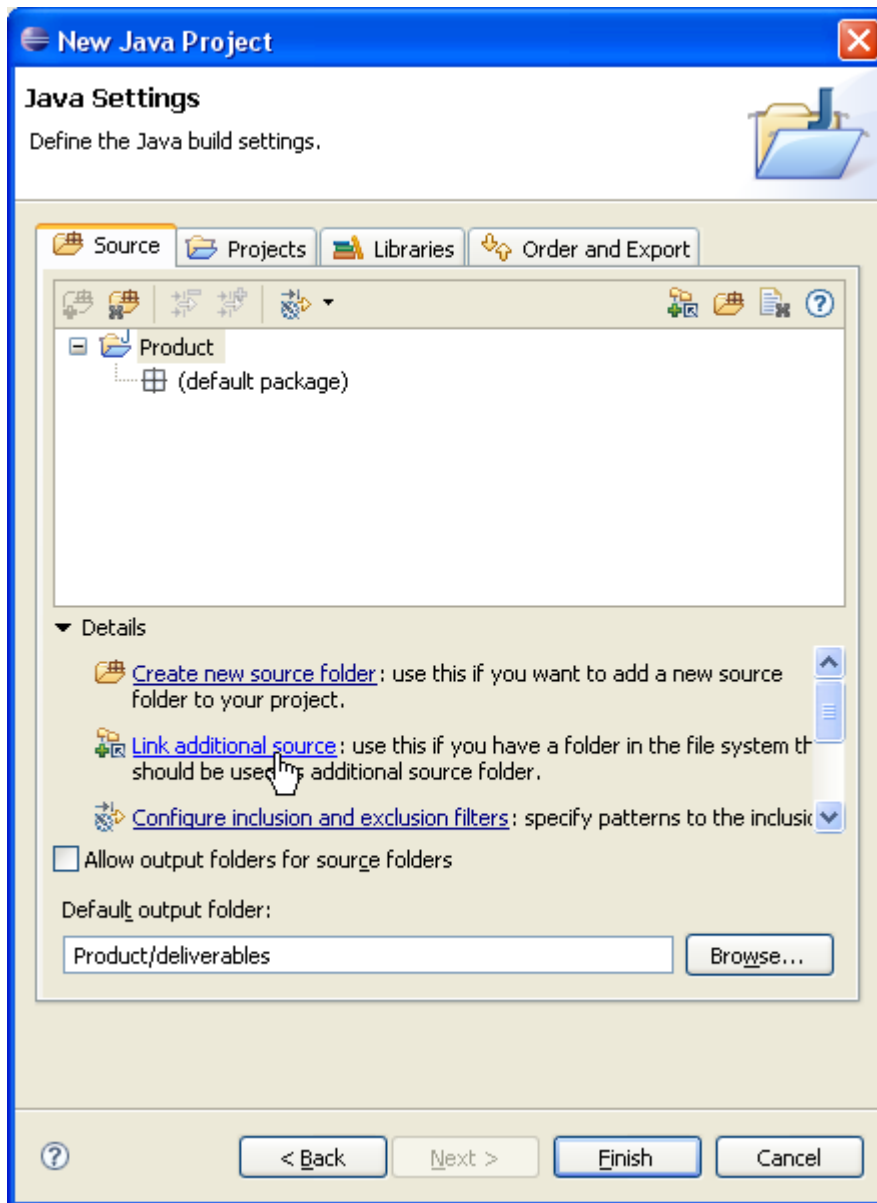 New Java Project
Java Settings
Define the Java build settings.
Source Projects Libraries Order and Export
Product
(default package)
Details
Create new source folder: use this if you want to add a new source
folder to your project.
Link additional source: use this if you have a folder in the file system th
should be used additional source folder.
Configure inclusion and exclusion filters: specify patterns to the inclusi
Allow output folders for source folders
Default output folder:
Product/deliverables Browse...
< Back Next > Finish Cancel